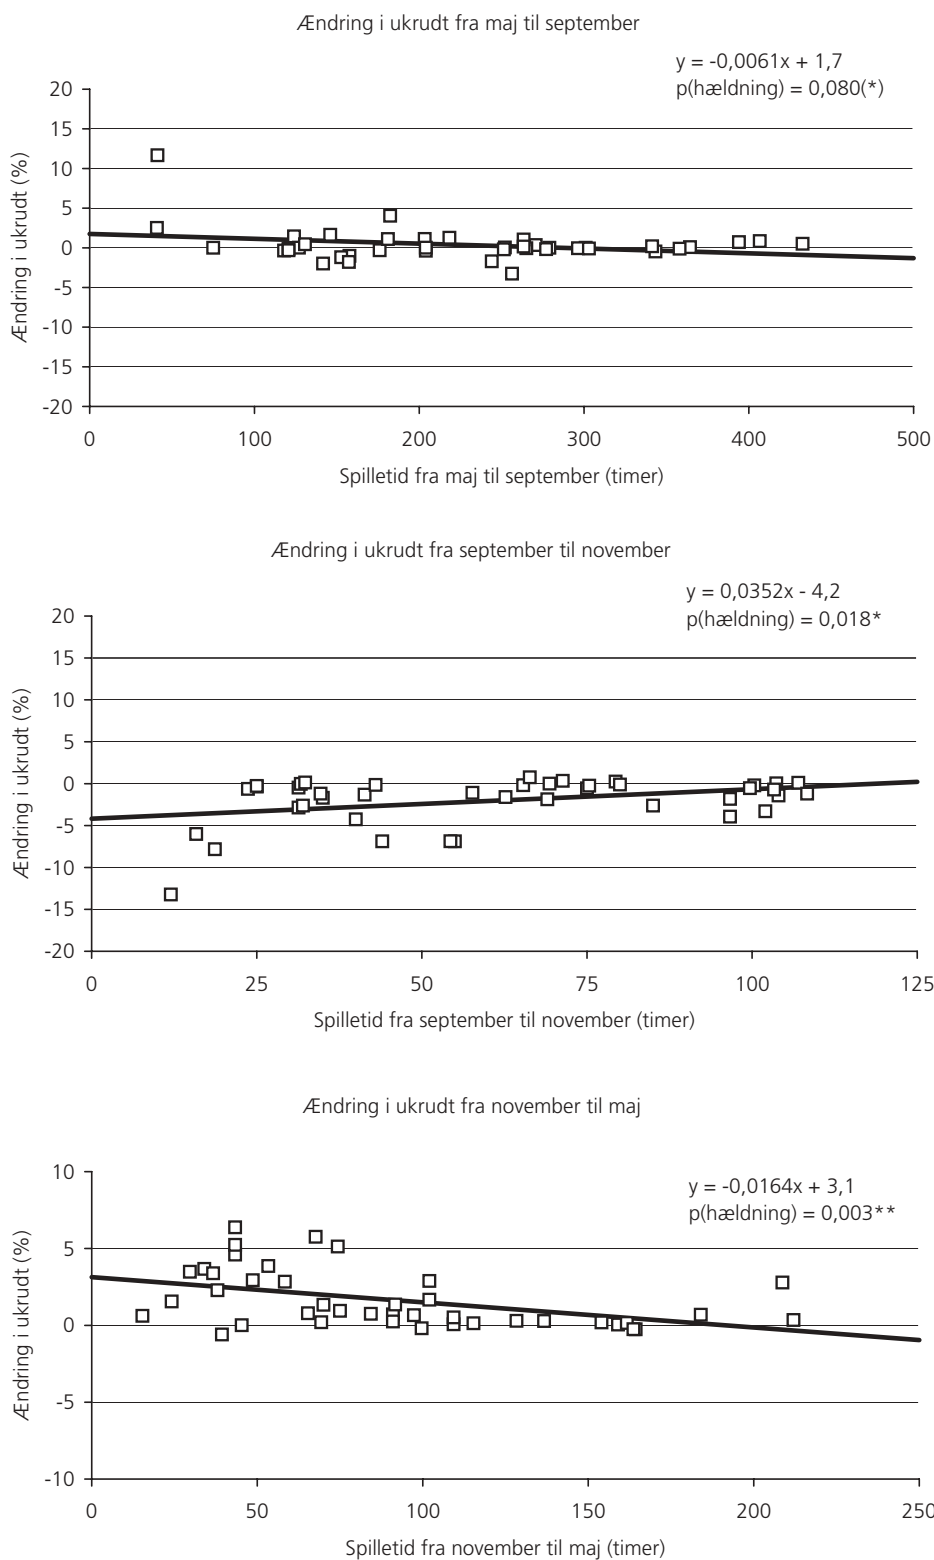 Ændring i ukrudt fra maj til september
y = -0,0061x + 1,7
p(hældning) = 0,080(*)
20
15
10
5
0
-5
-10
-15
-20
Ændring i ukrudt (%)
0 100 200 300 400 500
Spilletid fra maj til september (timer)
Ændring i ukrudt fra september til november
y = 0,0352x - 4,2
p(hældning) = 0,018*
20
15
10
5
0
-5
-10
-15
-20
Ændring i ukrudt (%)
0 25 50 75 100 125
Spilletid fra september til november (timer)
Ændring i ukrudt fra november til maj
y = -0,0164x + 3,1
p(hældning) = 0,003**
10
5
0
-5
-10
Ændring i ukrudt (%)
0 50 100 150 200 250
Spilletid fra november til maj (timer)